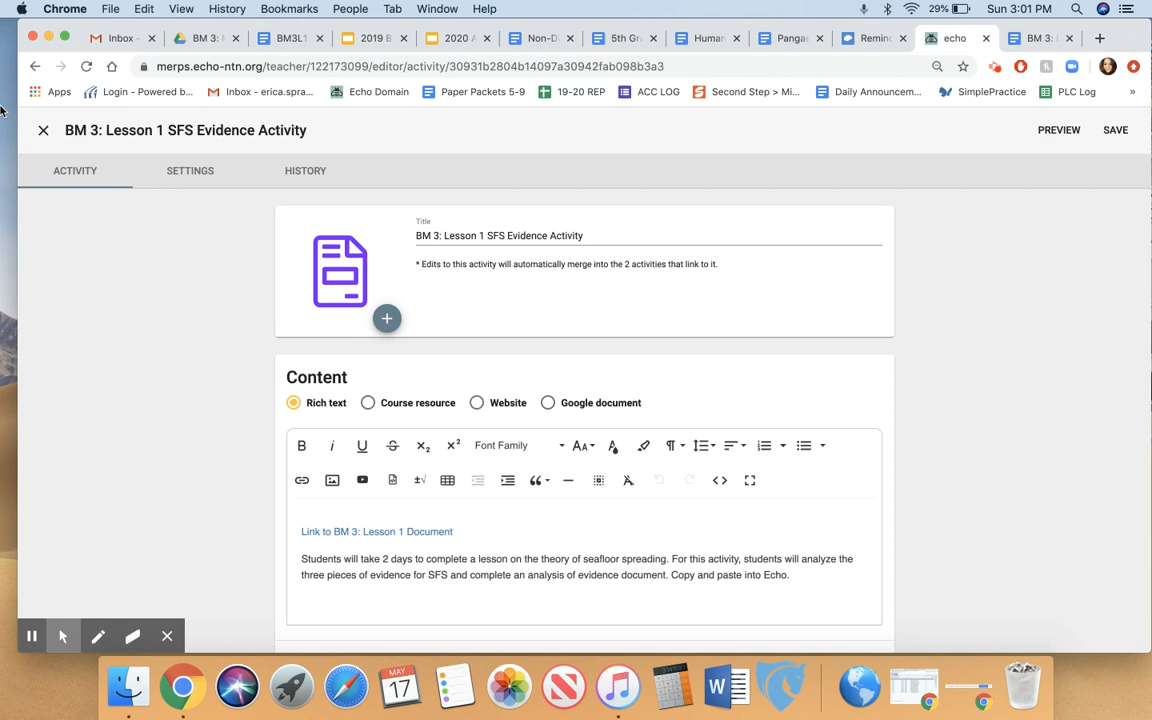 Chrome File Edit View History Bookmarks People Tab Window Help 29% Sun 3:01 PM
Inbox - BM 3: BM3L1 2019 B 2020 A Non-D 5th Gra Human Pangae Remin echo BM 3:
merps.echo-ntn.org/teacher/122173099/editor/activity/30931b2804b14097a30942fab098b3a3
Apps Login - Powered b... Inbox - erica.spra... Echo Domain Paper Packets 5-9 19-20 REP ACC LOG Second Step > Mi... Daily Announcem... SimplePractice PLC Log »
BM 3: Lesson 1 SFS Evidence Activity PREVIEW SAVE
ACTIVITY SETTINGS HISTORY
Title
BM 3: Lesson 1 SFS Evidence Activity
* Edits to this activity will automatically merge into the 2 activities that link to it.
Content
Rich text Course resource Website Google document
Font Family
Link to BM 3: Lesson 1 Document
Students will take 2 days to complete a lesson on the theory of seafloor spreading. For this activity, students will analyze the
three pieces of evidence for SFS and complete an analysis of evidence document. Copy and paste into Echo.
MAY
17